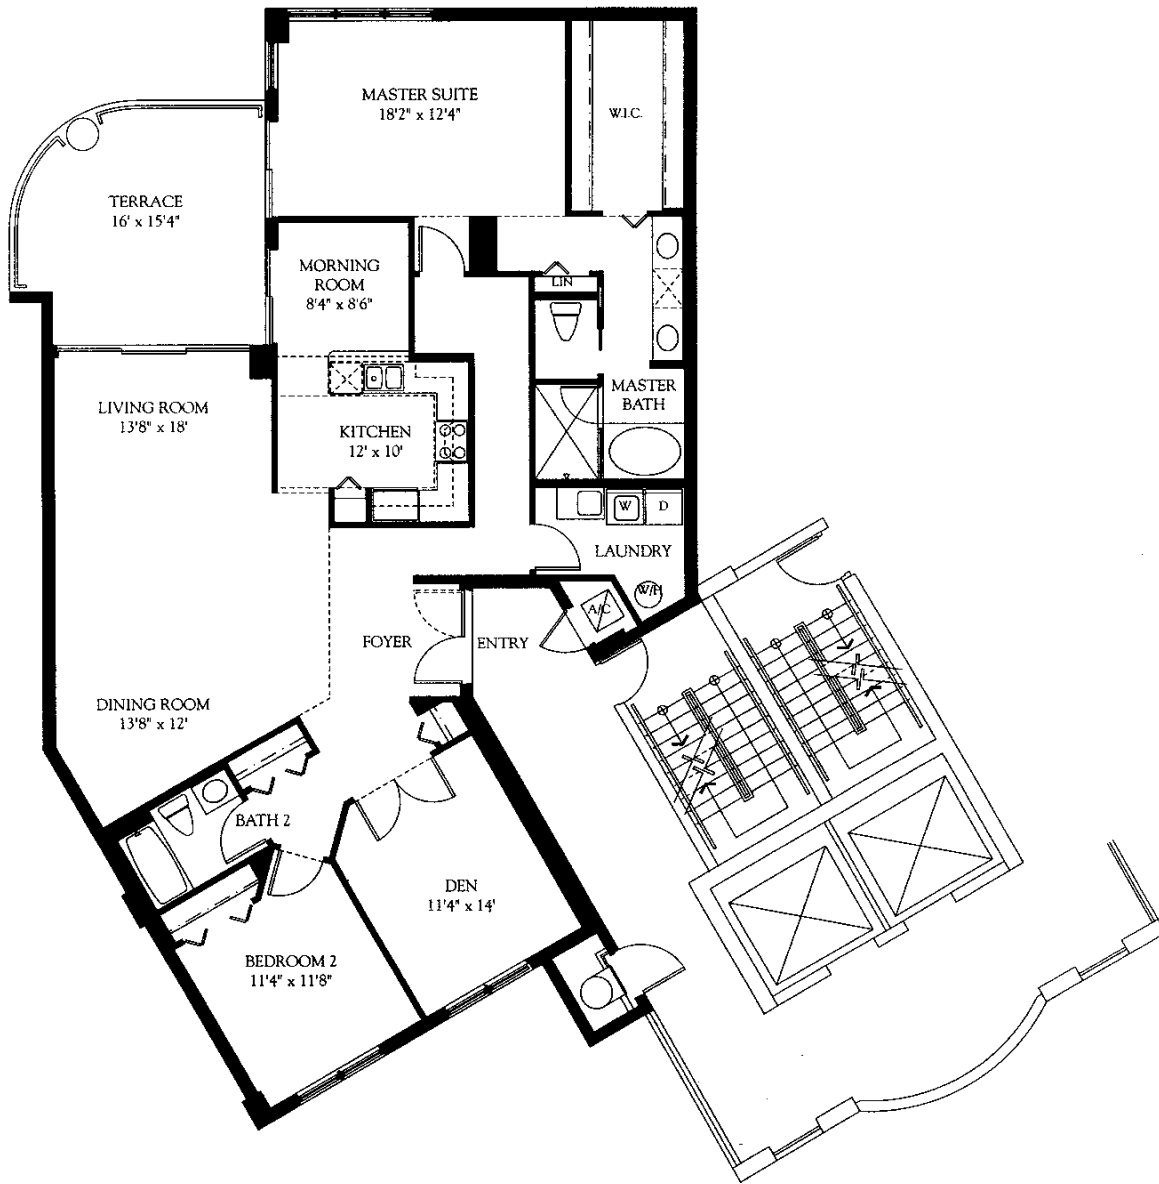 MASTER SUITE
18'2" x 12'4"
W.I.C.
TERRACE
16' x 15'4"
MORNING
ROOM
8'4" x 8'6"
LIN
LIVING ROOM
13'8" x 18'
MASTER
BATH
KITCHEN
12' x 10'
W
D
LAUNDRY
W/H
A/C
FOYER
ENTRY
DINING ROOM
13'8" x 12'
BATH 2
DEN
11'4" x 14'
BEDROOM 2
11'4" x 11'8"